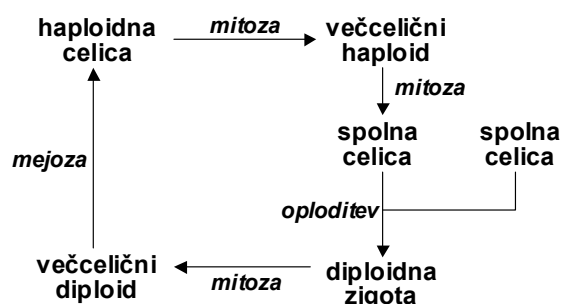 haploidna
celica
mitoza
večcelični
haploid
mitoza
spolna
celica
spolna
celica
mejoza
oploditev
večcelični
diploid
mitoza
diploidna
zigota